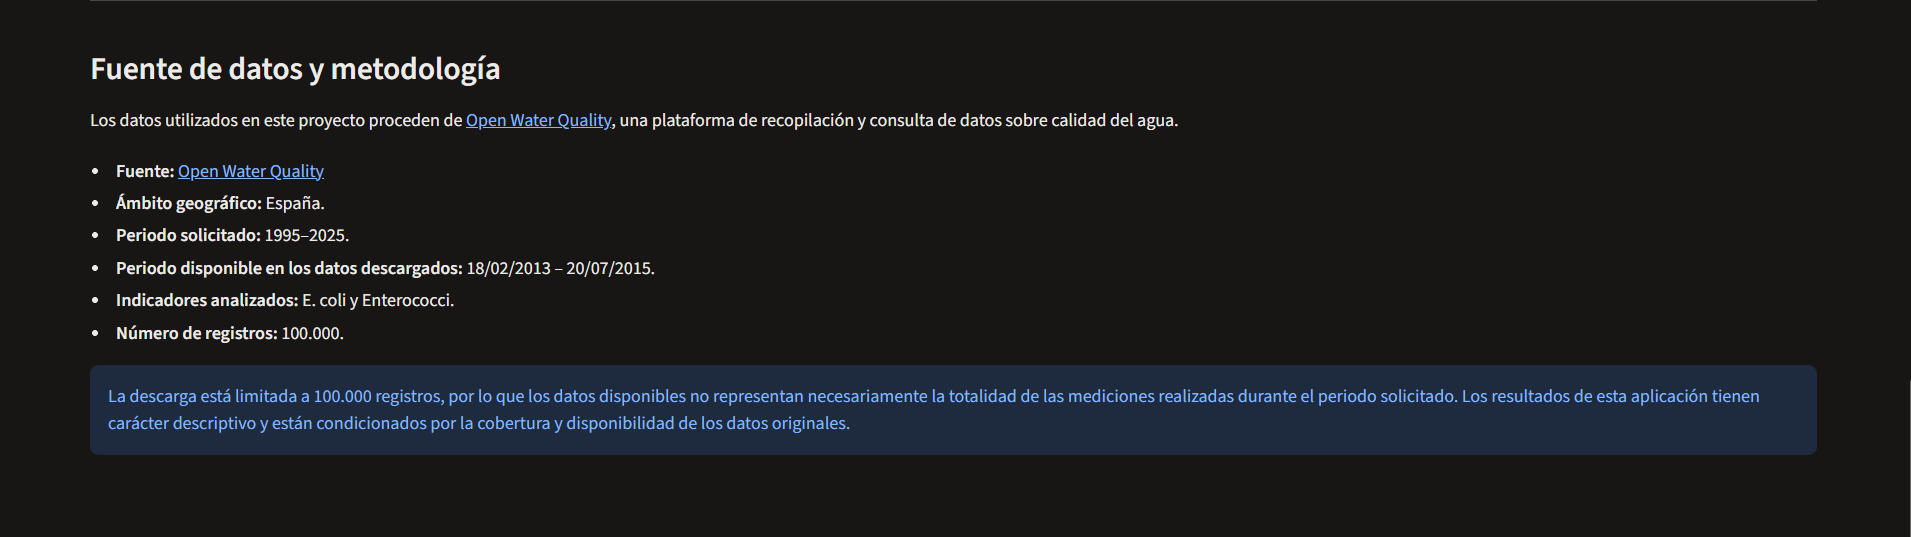 Fuente de datos y metodología
Los datos utilizados en este proyecto proceden de Open Water Quality, una plataforma de recopilación y consulta de datos sobre calidad del agua.
• Fuente: Open Water Quality
• Ámbito geográfico: España.
• Periodo solicitado: 1995–2025.
• Periodo disponible en los datos descargados: 18/02/2013 – 20/07/2015.
• Indicadores analizados: E. coli y Enterococci.
• Número de registros: 100.000.
La descarga está limitada a 100.000 registros, por lo que los datos disponibles no representan necesariamente la totalidad de las mediciones realizadas durante el periodo solicitado. Los resultados de esta aplicación tienen
carácter descriptivo y están condicionados por la cobertura y disponibilidad de los datos originales.